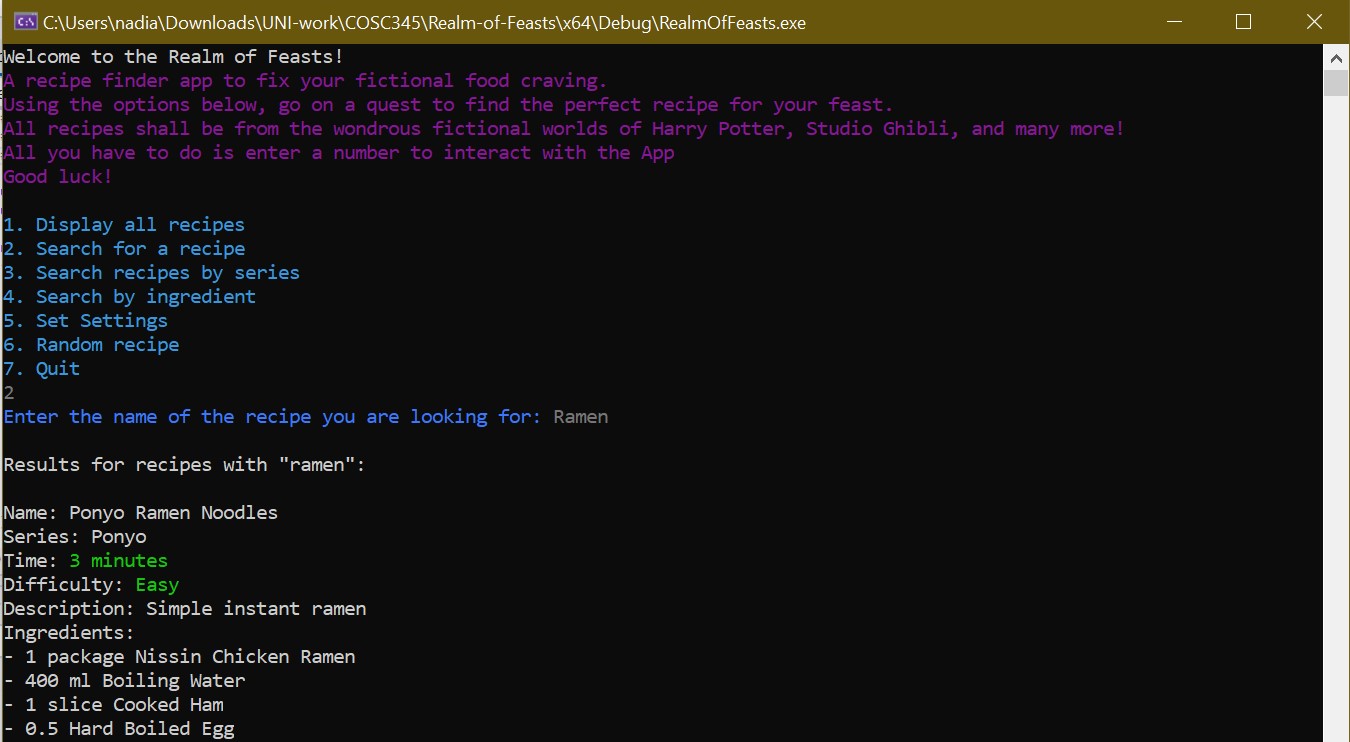 C:\Users\nadia\Downloads\UNI-work\COSC345\Realm-of-Feasts\x64\Debug\RealmOfFeasts.exe
Welcome to the Realm of Feasts!
A recipe finder app to fix your fictional food craving.
Using the options below, go on a quest to find the perfect recipe for your feast.
All recipes shall be from the wondrous fictional worlds of Harry Potter, Studio Ghibli, and many more!
All you have to do is enter a number to interact with the App
Good luck!
1. Display all recipes
2. Search for a recipe
3. Search recipes by series
4. Search by ingredient
5. Set Settings
6. Random recipe
7. Quit
2
Enter the name of the recipe you are looking for: Ramen
Results for recipes with "ramen":
Name: Ponyo Ramen Noodles
Series: Ponyo
Time: 3 minutes
Difficulty: Easy
Description: Simple instant ramen
Ingredients:
- 1 package Nissin Chicken Ramen
- 400 ml Boiling Water
- 1 slice Cooked Ham
- 0.5 Hard Boiled Egg